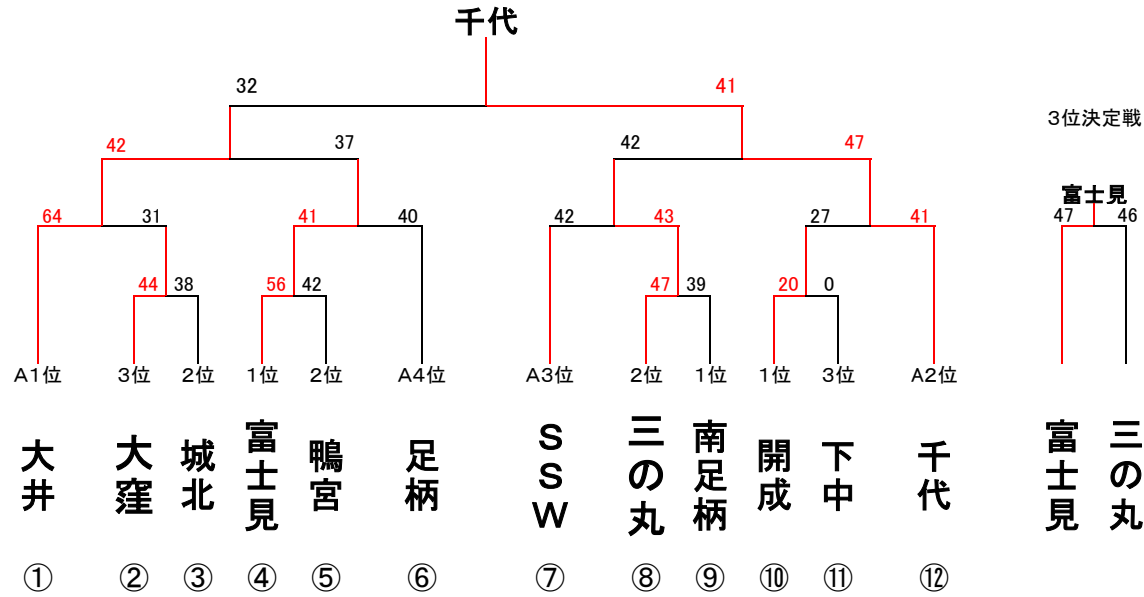 千代
32 41
3位決定戦
42 37 42 47
富士見
64 31 41 40 42 43 27 41 47 46
44 38 56 42 47 39 20 0
A1位 3位 2位 1位 2位 A4位 A3位 2位 1位 1位 3位 A2位
大井 大窪 城北 富士見 鴨宮 足柄 SSW 三の丸 南足柄 開成 下中 千代 富士見 三の丸
① ② ③ ④ ⑤ ⑥ ⑦ ⑧ ⑨ ⑩ ⑪ ⑫